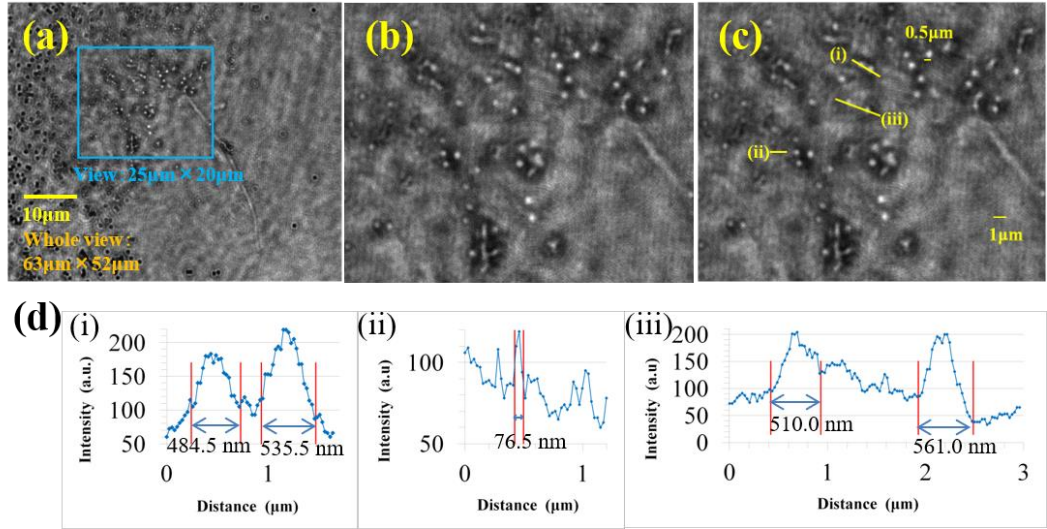 (a)
View: 25μm×20μm
10μm
Whole view:
63μm×52μm
(b)
(c)
0.5μm
(i)
(iii)
(ii)
1μm
(d)
(i)
Intensity (a.u.)
200
150
100
50
484.5 nm
535.5 nm
0
1
Distance (μm)
(ii)
Intensity (a.u.)
100
50
76.5 nm
0
1
Distance (μm)
(iii)
Intensity (a.u)
200
150
100
50
0
510.0 nm
561.0 nm
0
1
2
3
Distance (μm)